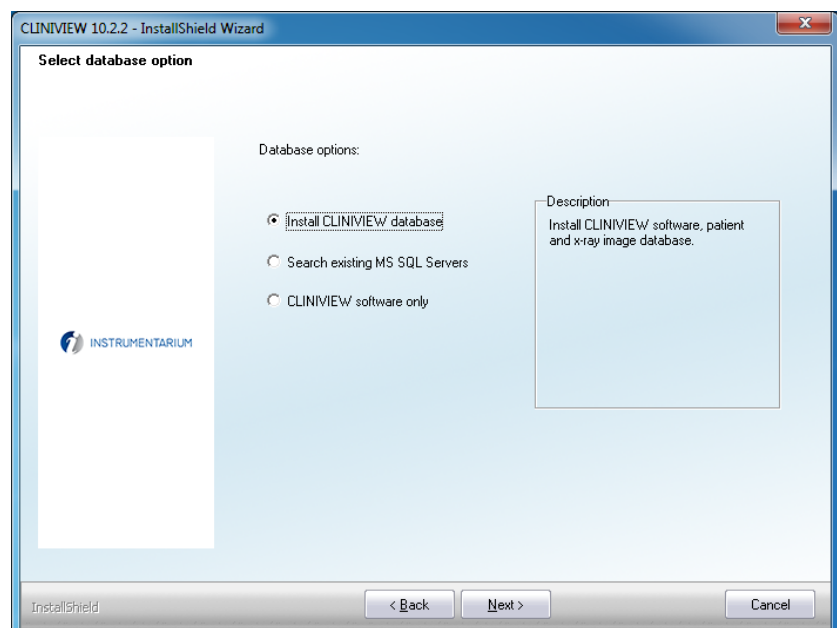 CLINIVIEW 10.2.2 - InstallShield Wizard
Select database option
Database options:
Install CLINIVIEW database
Search existing MS SQL Servers
CLINIVIEW software only
Description
Install CLINIVIEW software, patient
and x-ray image database.
INSTRUMENTARIUM
InstallShield
< Back
Next >
Cancel